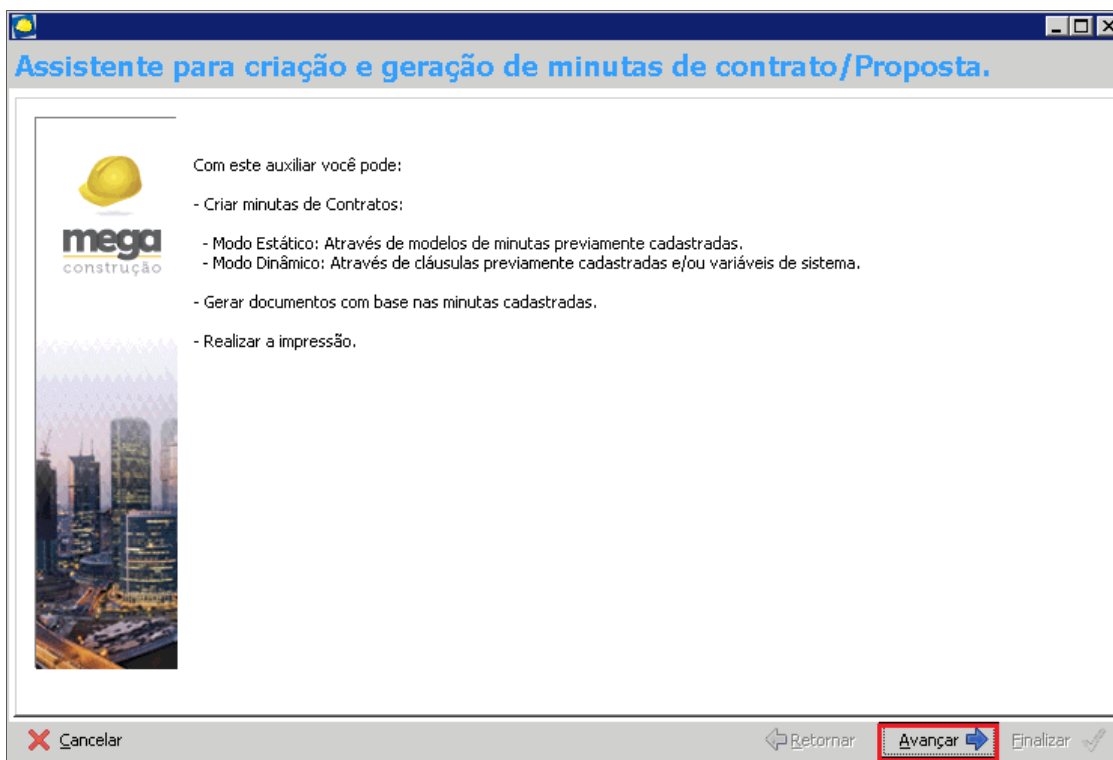 Assistente para criação e geração de minutas de contrato/Proposta.
mega
construção
Com este auxiliar você pode:
- Criar minutas de Contratos:
- Modo Estático: Através de modelos de minutas previamente cadastradas.
- Modo Dinâmico: Através de cláusulas previamente cadastradas e/ou variáveis de sistema.
- Gerar documentos com base nas minutas cadastradas.
- Realizar a impressão.
Cancelar Retornar Avançar Finalizar